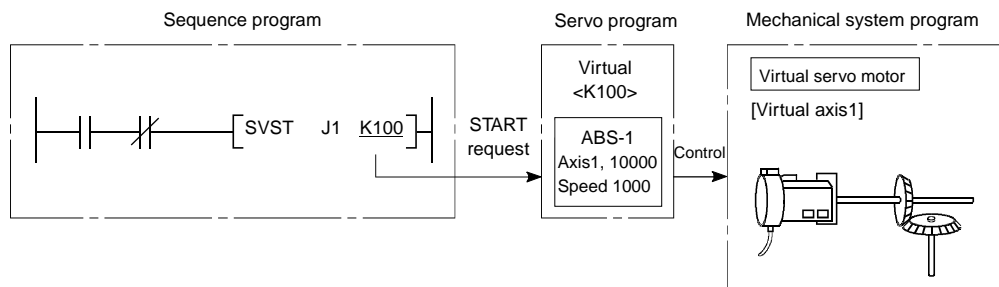 Sequence program
SVST J1 K100
START
request
Servo program
Virtual
<K100>
ABS-1
Axis1, 10000
Speed 1000
Control
Mechanical system program
Virtual servo motor
[Virtual axis1]